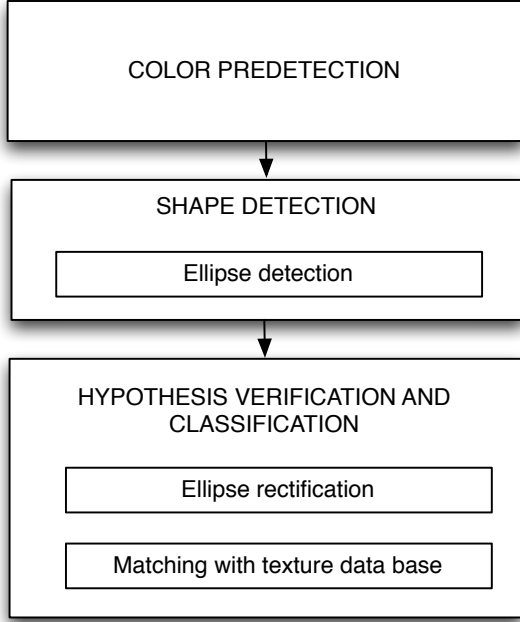 COLOR PREDETECTION
SHAPE DETECTION
Ellipse detection
HYPOTHESIS VERIFICATION AND
CLASSIFICATION
Ellipse rectification
Matching with texture data base